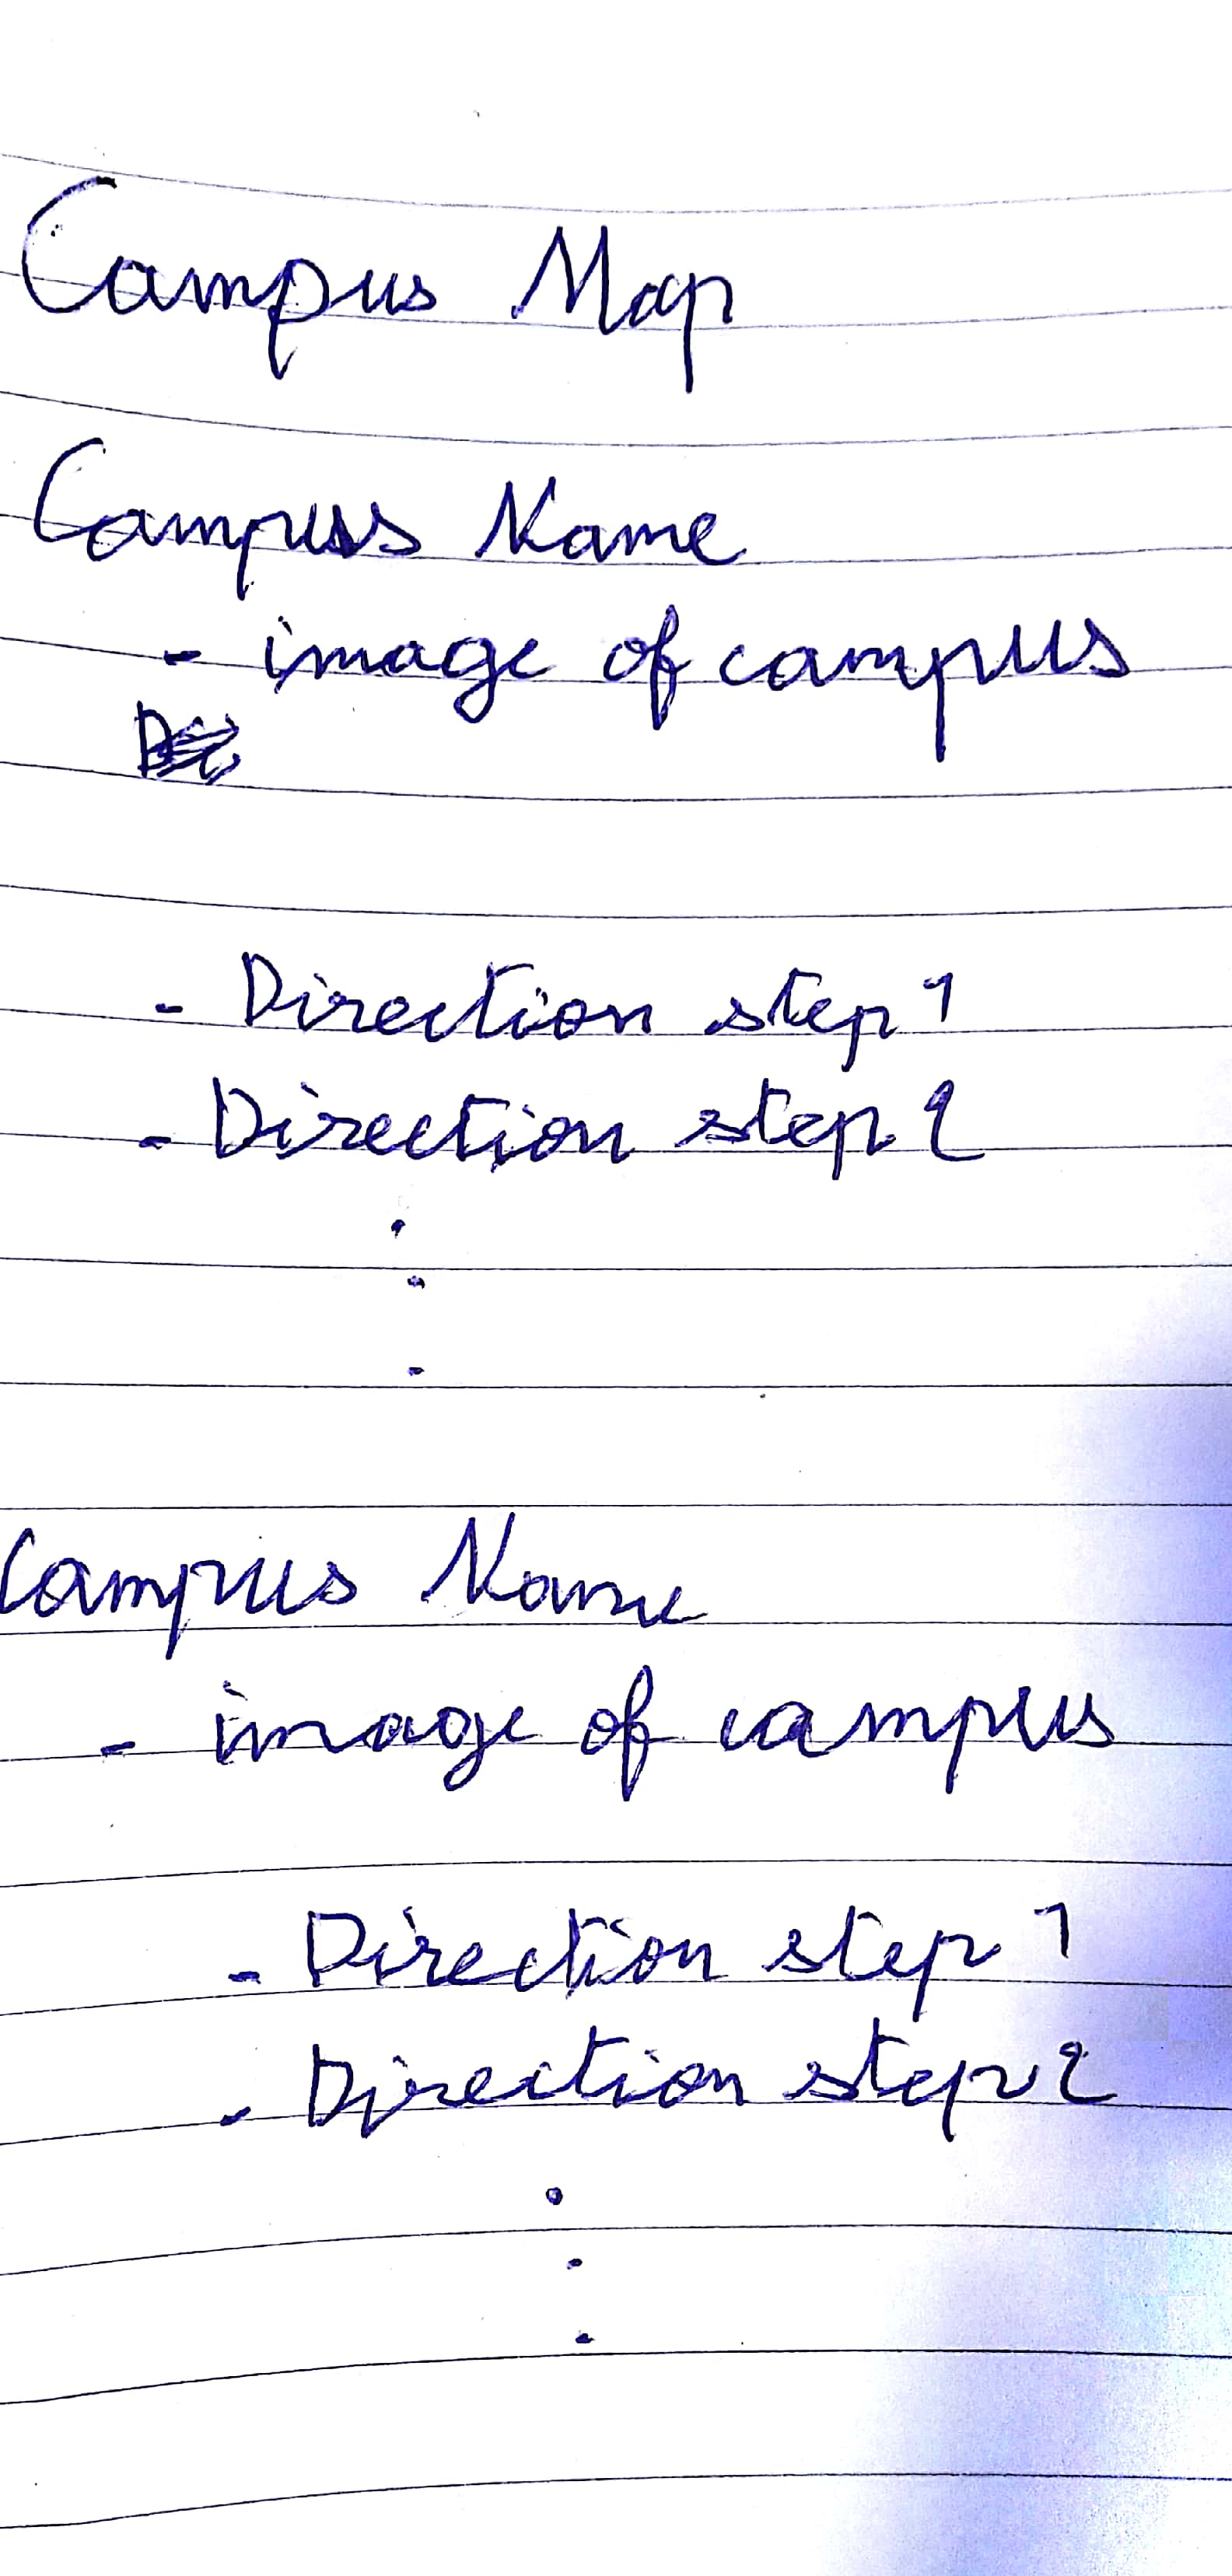 Campus Map
Campus Name
- image of campus
- Direction step 1
- Direction step 2
.
.
.
Campus Name
- image of campus
- Direction step 1
- Direction step 2
.
.
.